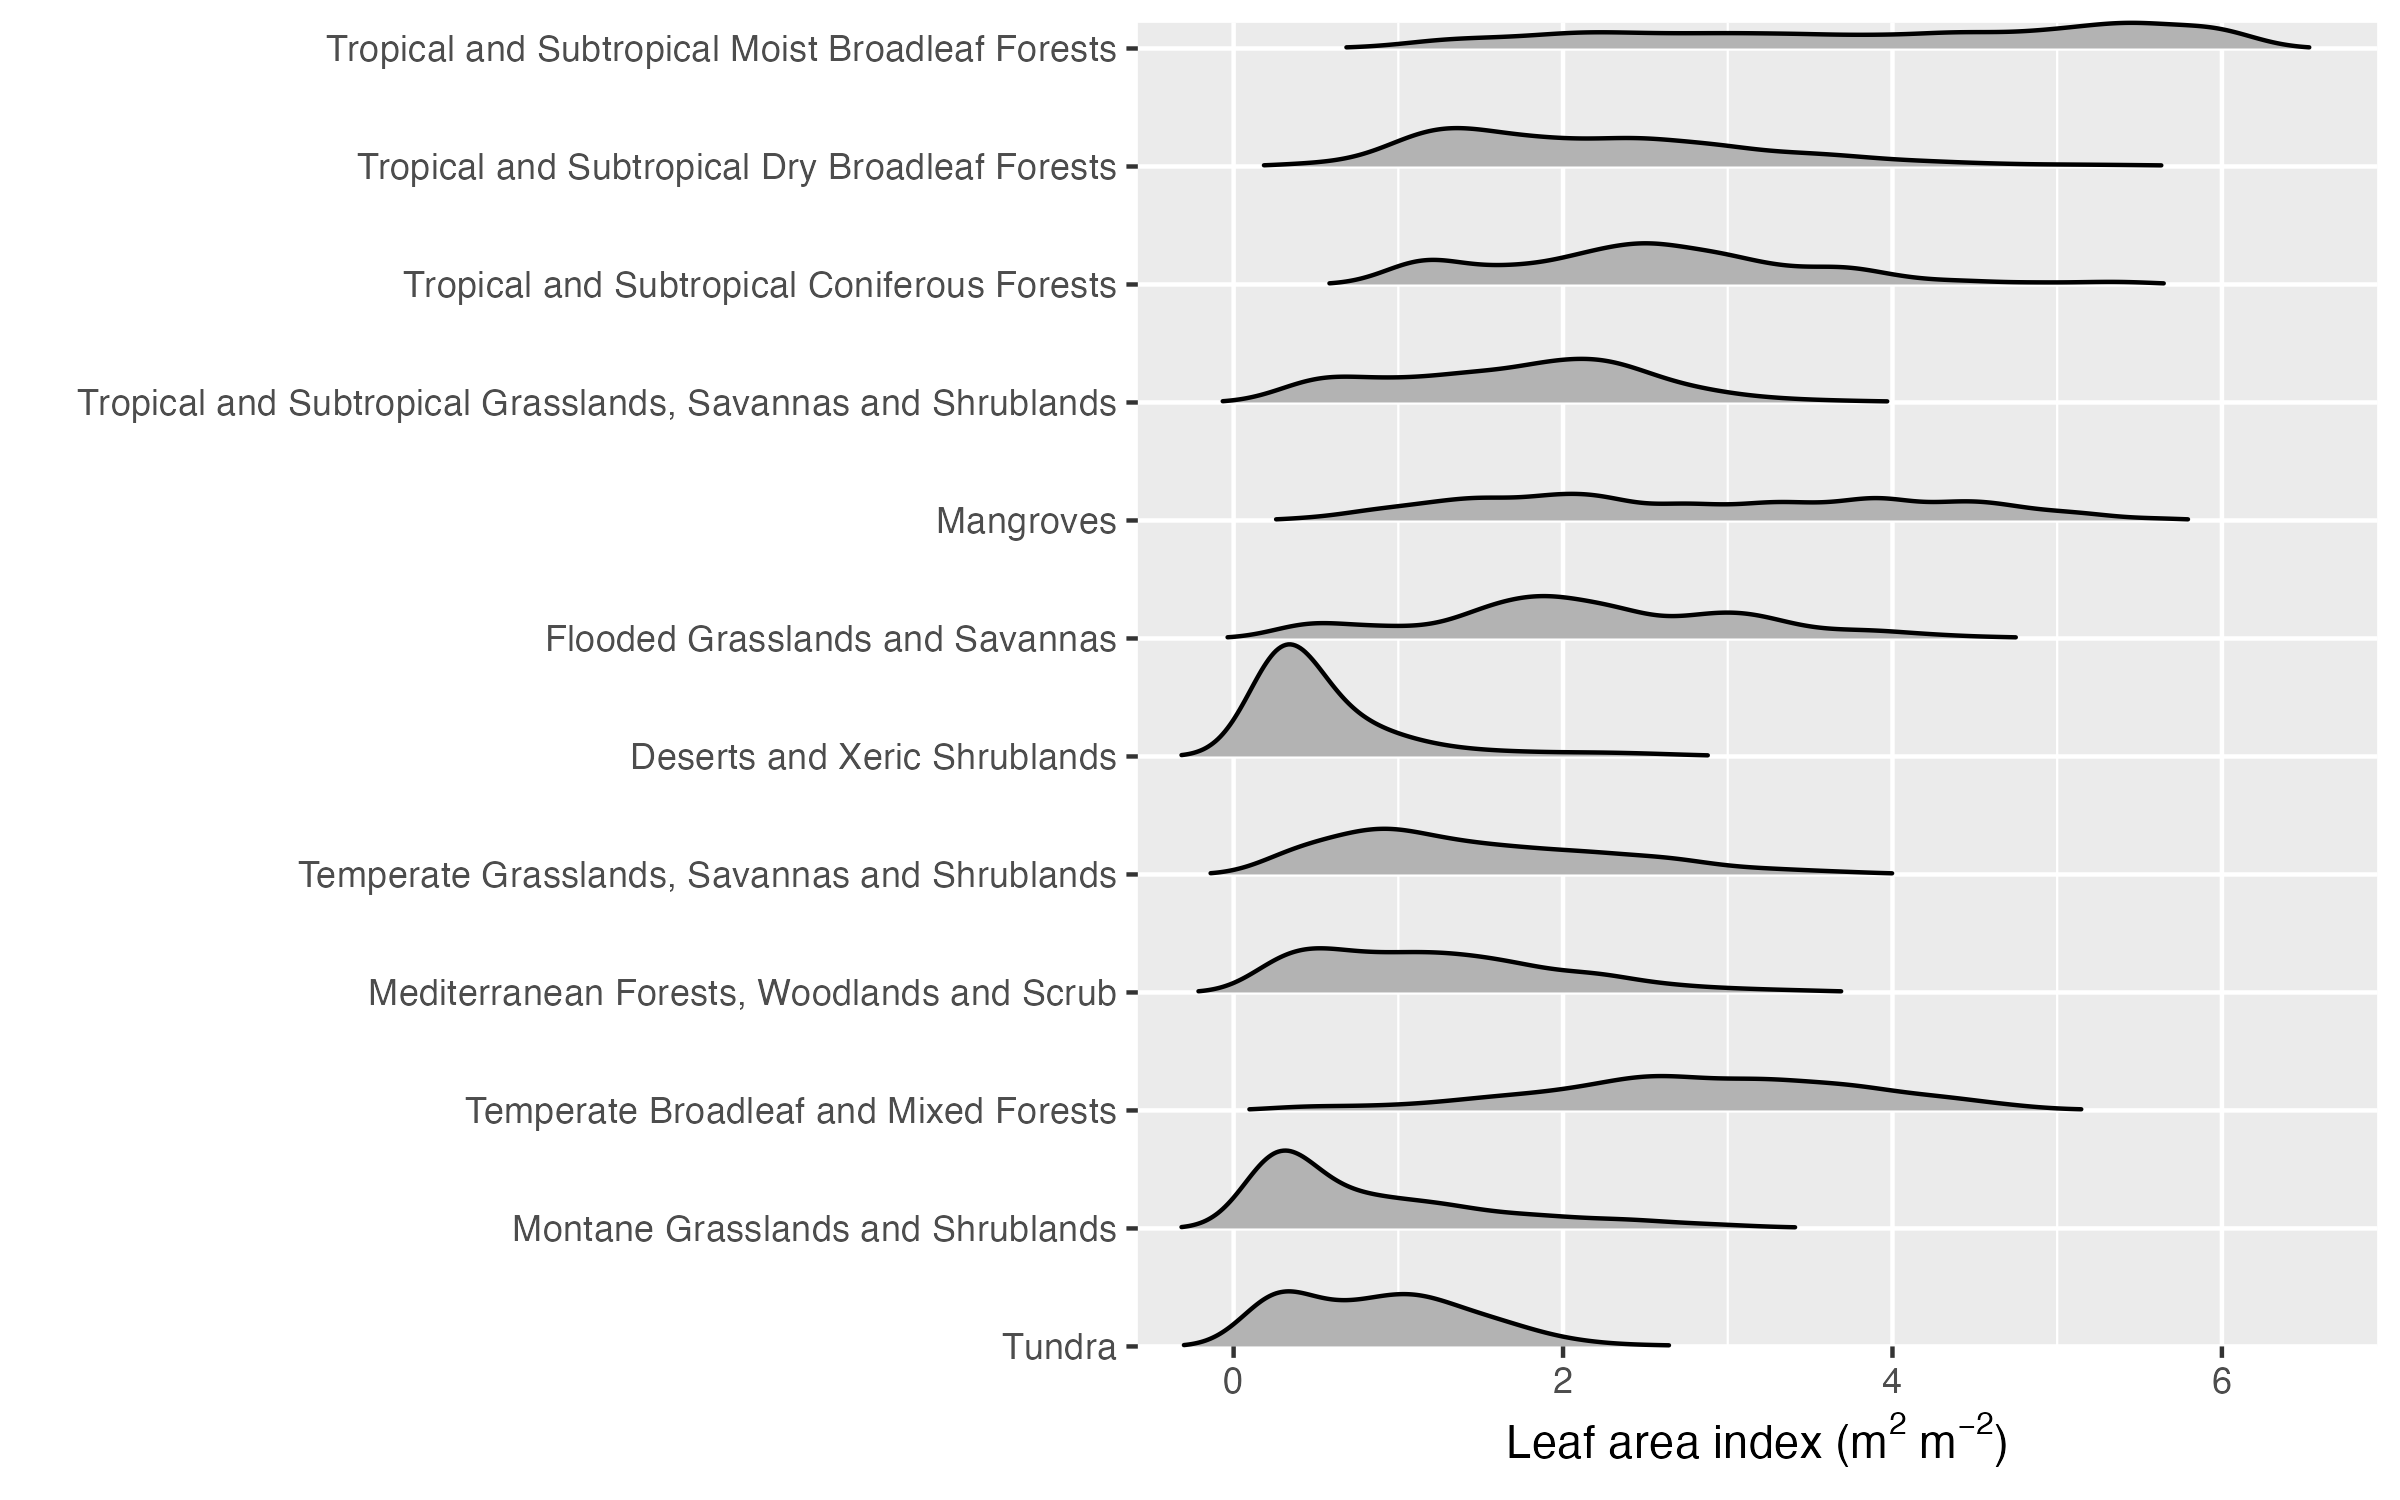 Tropical and Subtropical Moist Broadleaf Forests
Tropical and Subtropical Dry Broadleaf Forests
Tropical and Subtropical Coniferous Forests
Tropical and Subtropical Grasslands, Savannas and Shrublands
Mangroves
Flooded Grasslands and Savannas
Deserts and Xeric Shrublands
Temperate Grasslands, Savannas and Shrublands
Mediterranean Forests, Woodlands and Scrub
Temperate Broadleaf and Mixed Forests
Montane Grasslands and Shrublands
Tundra
0 2 4 6
Leaf area index (m² m⁻²)